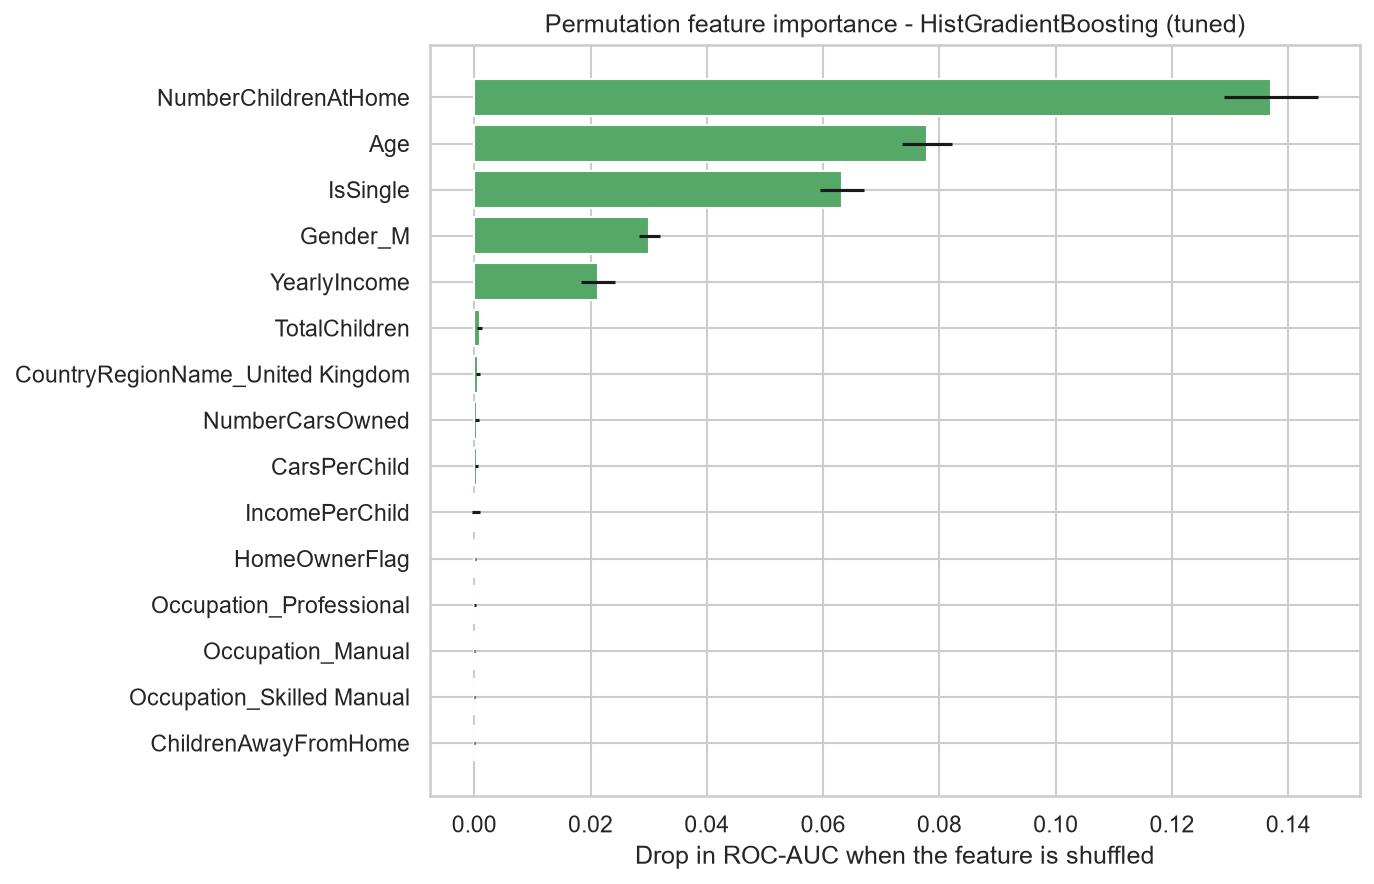 Permutation feature importance - HistGradientBoosting (tuned)
NumberChildrenAtHome
Age
IsSingle
Gender_M
YearlyIncome
TotalChildren
CountryRegionName_United Kingdom
NumberCarsOwned
CarsPerChild
IncomePerChild
HomeOwnerFlag
Occupation_Professional
Occupation_Manual
Occupation_Skilled Manual
ChildrenAwayFromHome
0.00 0.02 0.04 0.06 0.08 0.10 0.12 0.14
Drop in ROC-AUC when the feature is shuffled